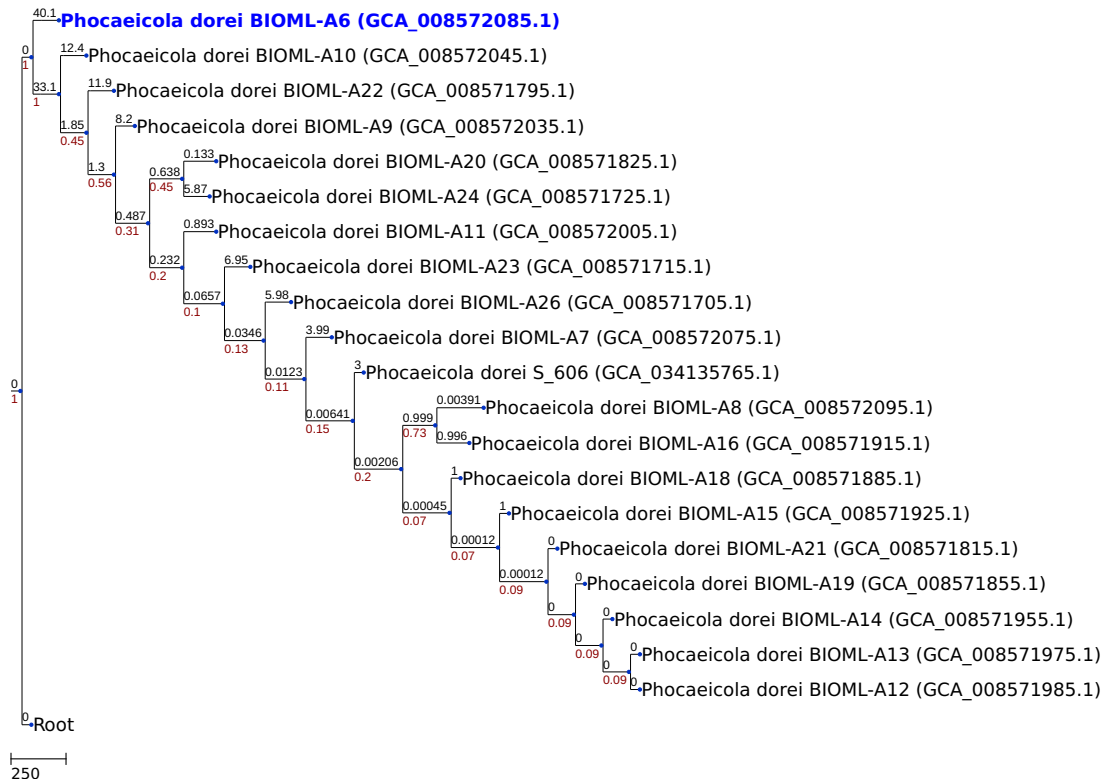 40.1
Phocaeicola dorei BIOML-A6 (GCA_008572085.1)
0
1
12.4
Phocaeicola dorei BIOML-A10 (GCA_008572045.1)
33.1
1
11.9
Phocaeicola dorei BIOML-A22 (GCA_008571795.1)
1.85
0.45
8.2
Phocaeicola dorei BIOML-A9 (GCA_008572035.1)
1.3
0.56
0.133
Phocaeicola dorei BIOML-A20 (GCA_008571825.1)
0.638
0.45
5.87
Phocaeicola dorei BIOML-A24 (GCA_008571725.1)
0.487
0.31
0.893
Phocaeicola dorei BIOML-A11 (GCA_008572005.1)
0.232
0.2
6.95
Phocaeicola dorei BIOML-A23 (GCA_008571715.1)
0.0657
0.1
5.98
Phocaeicola dorei BIOML-A26 (GCA_008571705.1)
0.0346
0.13
3.99
Phocaeicola dorei BIOML-A7 (GCA_008572075.1)
0.0123
0.11
3
Phocaeicola dorei S_606 (GCA_034135765.1)
0
1
0.00641
0.15
0.00391
Phocaeicola dorei BIOML-A8 (GCA_008572095.1)
0.999
0.73
0.996
Phocaeicola dorei BIOML-A16 (GCA_008571915.1)
0.00206
0.2
1
Phocaeicola dorei BIOML-A18 (GCA_008571885.1)
0.00045
0.07
1
Phocaeicola dorei BIOML-A15 (GCA_008571925.1)
0.00012
0.07
0
Phocaeicola dorei BIOML-A21 (GCA_008571815.1)
0.00012
0.09
0
Phocaeicola dorei BIOML-A19 (GCA_008571855.1)
0
0.09
0
Phocaeicola dorei BIOML-A14 (GCA_008571955.1)
0
0.09
0
Phocaeicola dorei BIOML-A13 (GCA_008571975.1)
0
0.09
0
Phocaeicola dorei BIOML-A12 (GCA_008571985.1)
0
Root
250